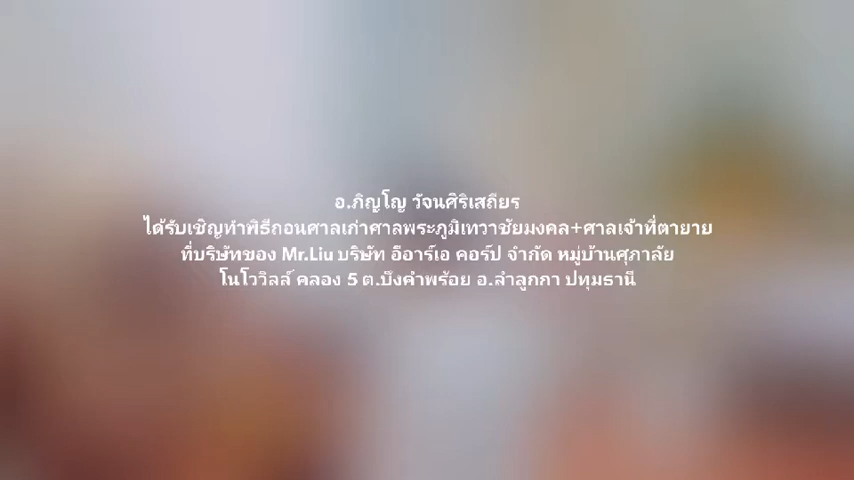 อ.ภิญโญ วัจนศิริเสถียร
ได้รับเชิญทำพิธีถอนศาลเก่าศาลพระภูมิเทวาชัยมงคล+ศาลเจ้าที่ตายาย
ที่บริษัทของ Mr.Liu บริษัท อีอาร์เอ คอร์ป จำกัด หมู่บ้านศุภาลัย
โนโววิลล์ คลอง 5 ต.บึงคำพร้อย อ.ลำลูกกา ปทุมธานี